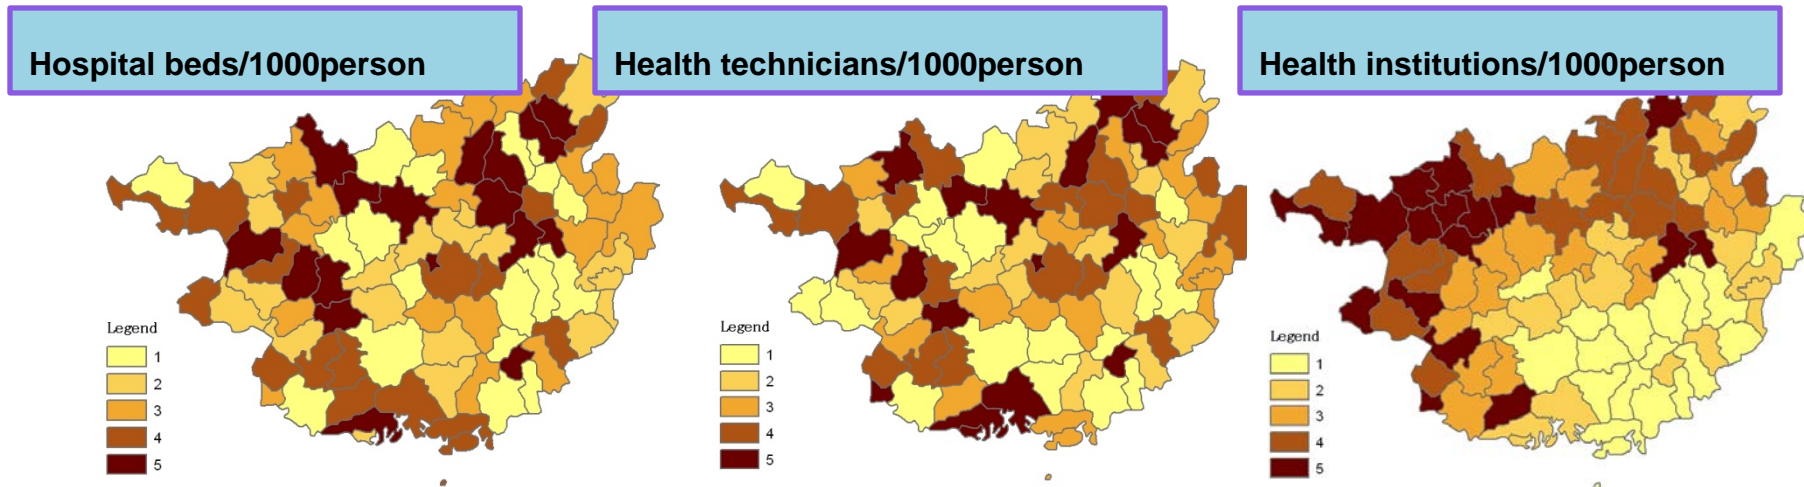 Hospital beds/1000person
Health technicians/1000person
Health institutions/1000person
Legend
1
2
3
4
5
Legend
1
2
3
4
5
Legend
1
2
3
4
5